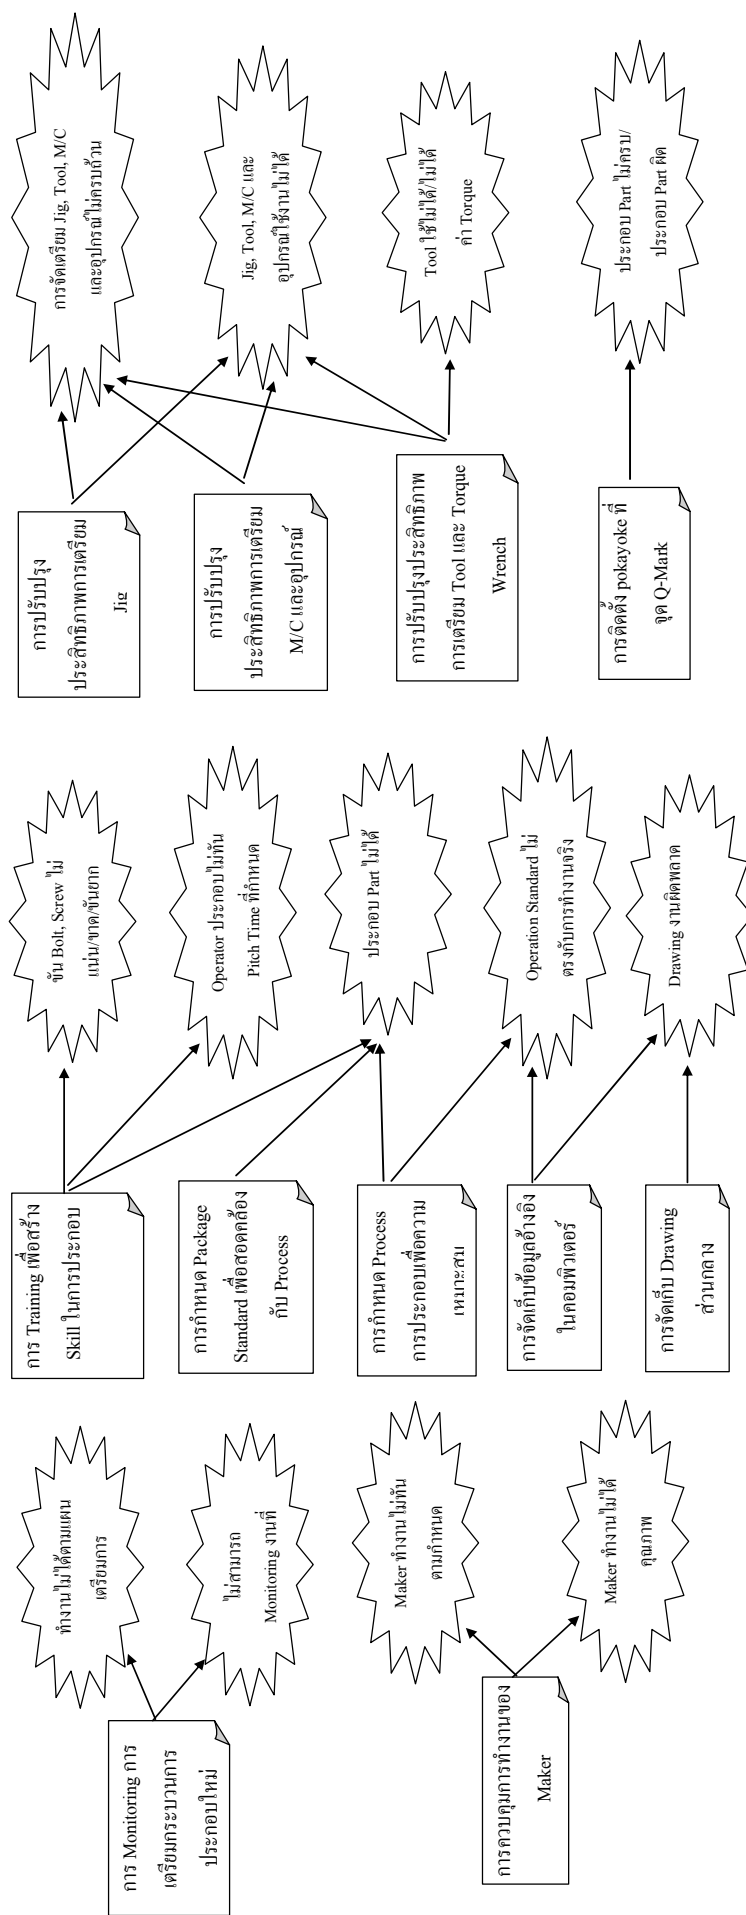 การ Monitoring การ
เตรียมกระบวนการ
ประกอบใหม่
ทำงานไม่ได้ตามแผน
เตรียมการ
ไม่สามารถ
Monitoring งานที่
การควบคุมการทำงานของ
Maker
Maker ทำงานไม่ทัน
ตามกำหนด
Maker ทำงานไม่ได้
คุณภาพ
การ Training เพื่อสร้าง
Skill ในการประกอบ
การกำหนด Package
Standard เพื่อสอดคล้อง
กับ Process
การกำหนด Process
การประกอบเพื่อความ
เหมาะสม
การจัดเก็บข้อมูลอ้างอิง
ในคอมพิวเตอร์
การจัดเก็บ Drawing
ส่วนกลาง
ขัน Bolt, Screw ไม่
แน่น/ขาด/ขันยาก
Operator ประกอบไม่ทัน
Pitch Time ที่กำหนด
ประกอบ Part ไม่ได้
Operation Standard ไม่
ตรงกับการทำงานจริง
Drawing งานผิดพลาด
การปรับปรุง
ประสิทธิภาพการเตรียม
Jig
การปรับปรุง
ประสิทธิภาพการเตรียม
M/C และอุปกรณ์
การปรับปรุงประสิทธิภาพ
การเตรียม Tool และ Torque
Wrench
การติดตั้ง pokayoke ที่
จุด Q-Mark
การจัดเตรียม Jig, Tool, M/C
และอุปกรณ์ไม่ครบถ้วน
Jig, Tool, M/C และ
อุปกรณ์ใช้งานไม่ได้
Tool ใช้ไม่ได้/ไม่ได้
ค่า Torque
ประกอบ Part ไม่ครบ/
ประกอบ Part ผิด